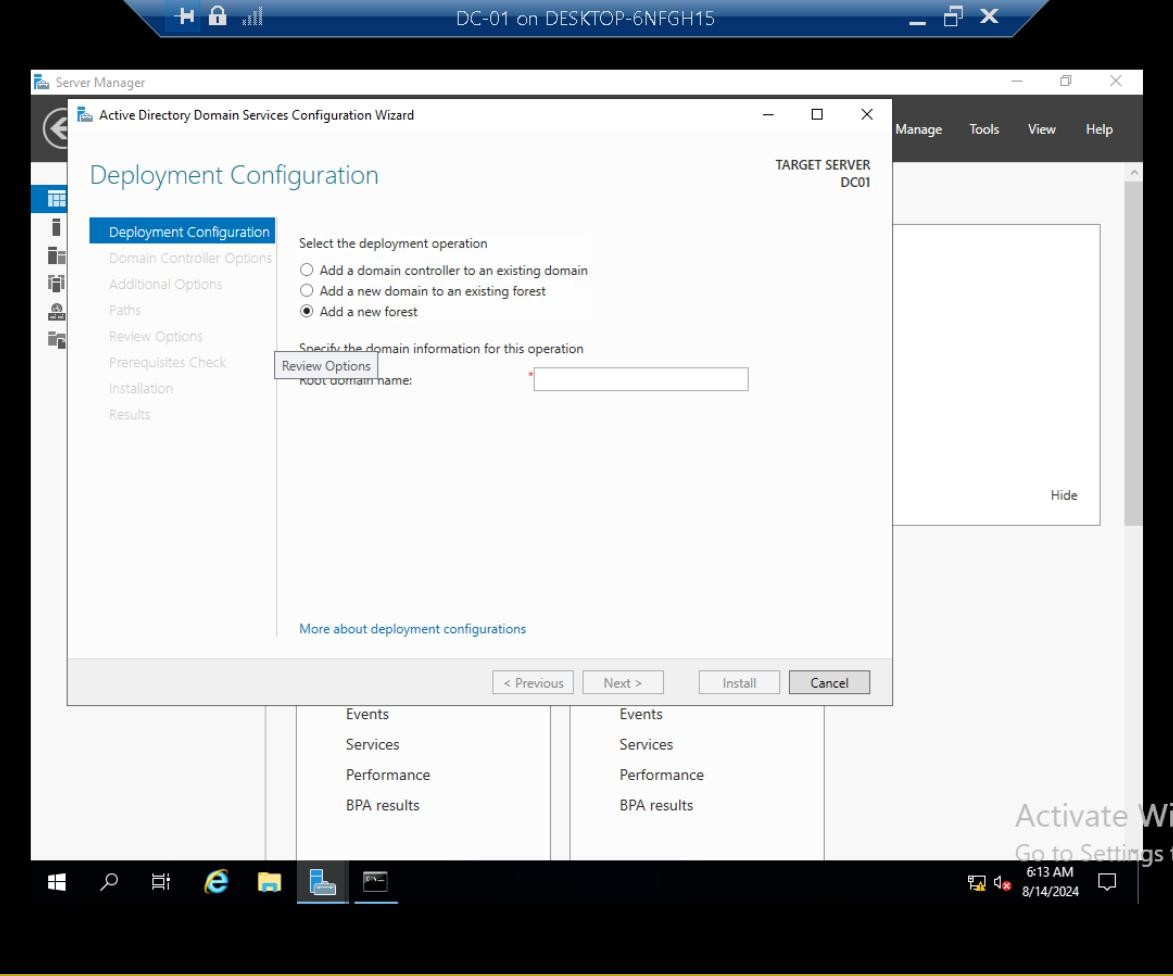 DC-01 on DESKTOP-6NFGH15
Server Manager
Active Directory Domain Services Configuration Wizard
Manage Tools View Help
Deployment Configuration
TARGET SERVER
DC01
Deployment Configuration
Domain Controller Options
Additional Options
Paths
Review Options
Prerequisites Check
Installation
Results
Select the deployment operation
Add a domain controller to an existing domain
Add a new domain to an existing forest
Add a new forest
Specify the domain information for this operation
Review Options
Root domain name:
*
Hide
More about deployment configurations
< Previous
Next >
Install
Cancel
Events
Services
Performance
BPA results
Events
Services
Performance
BPA results
Activate Wi
Go to Settings t
6:13 AM
8/14/2024